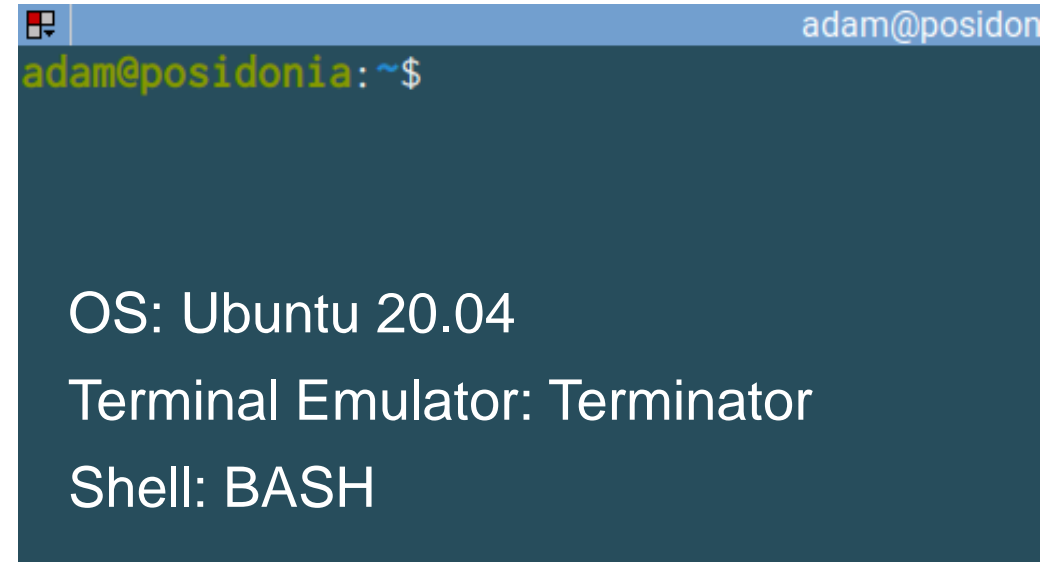 adam@posidon
adam@posidonia:~$
OS: Ubuntu 20.04
Terminal Emulator: Terminator
Shell: BASH